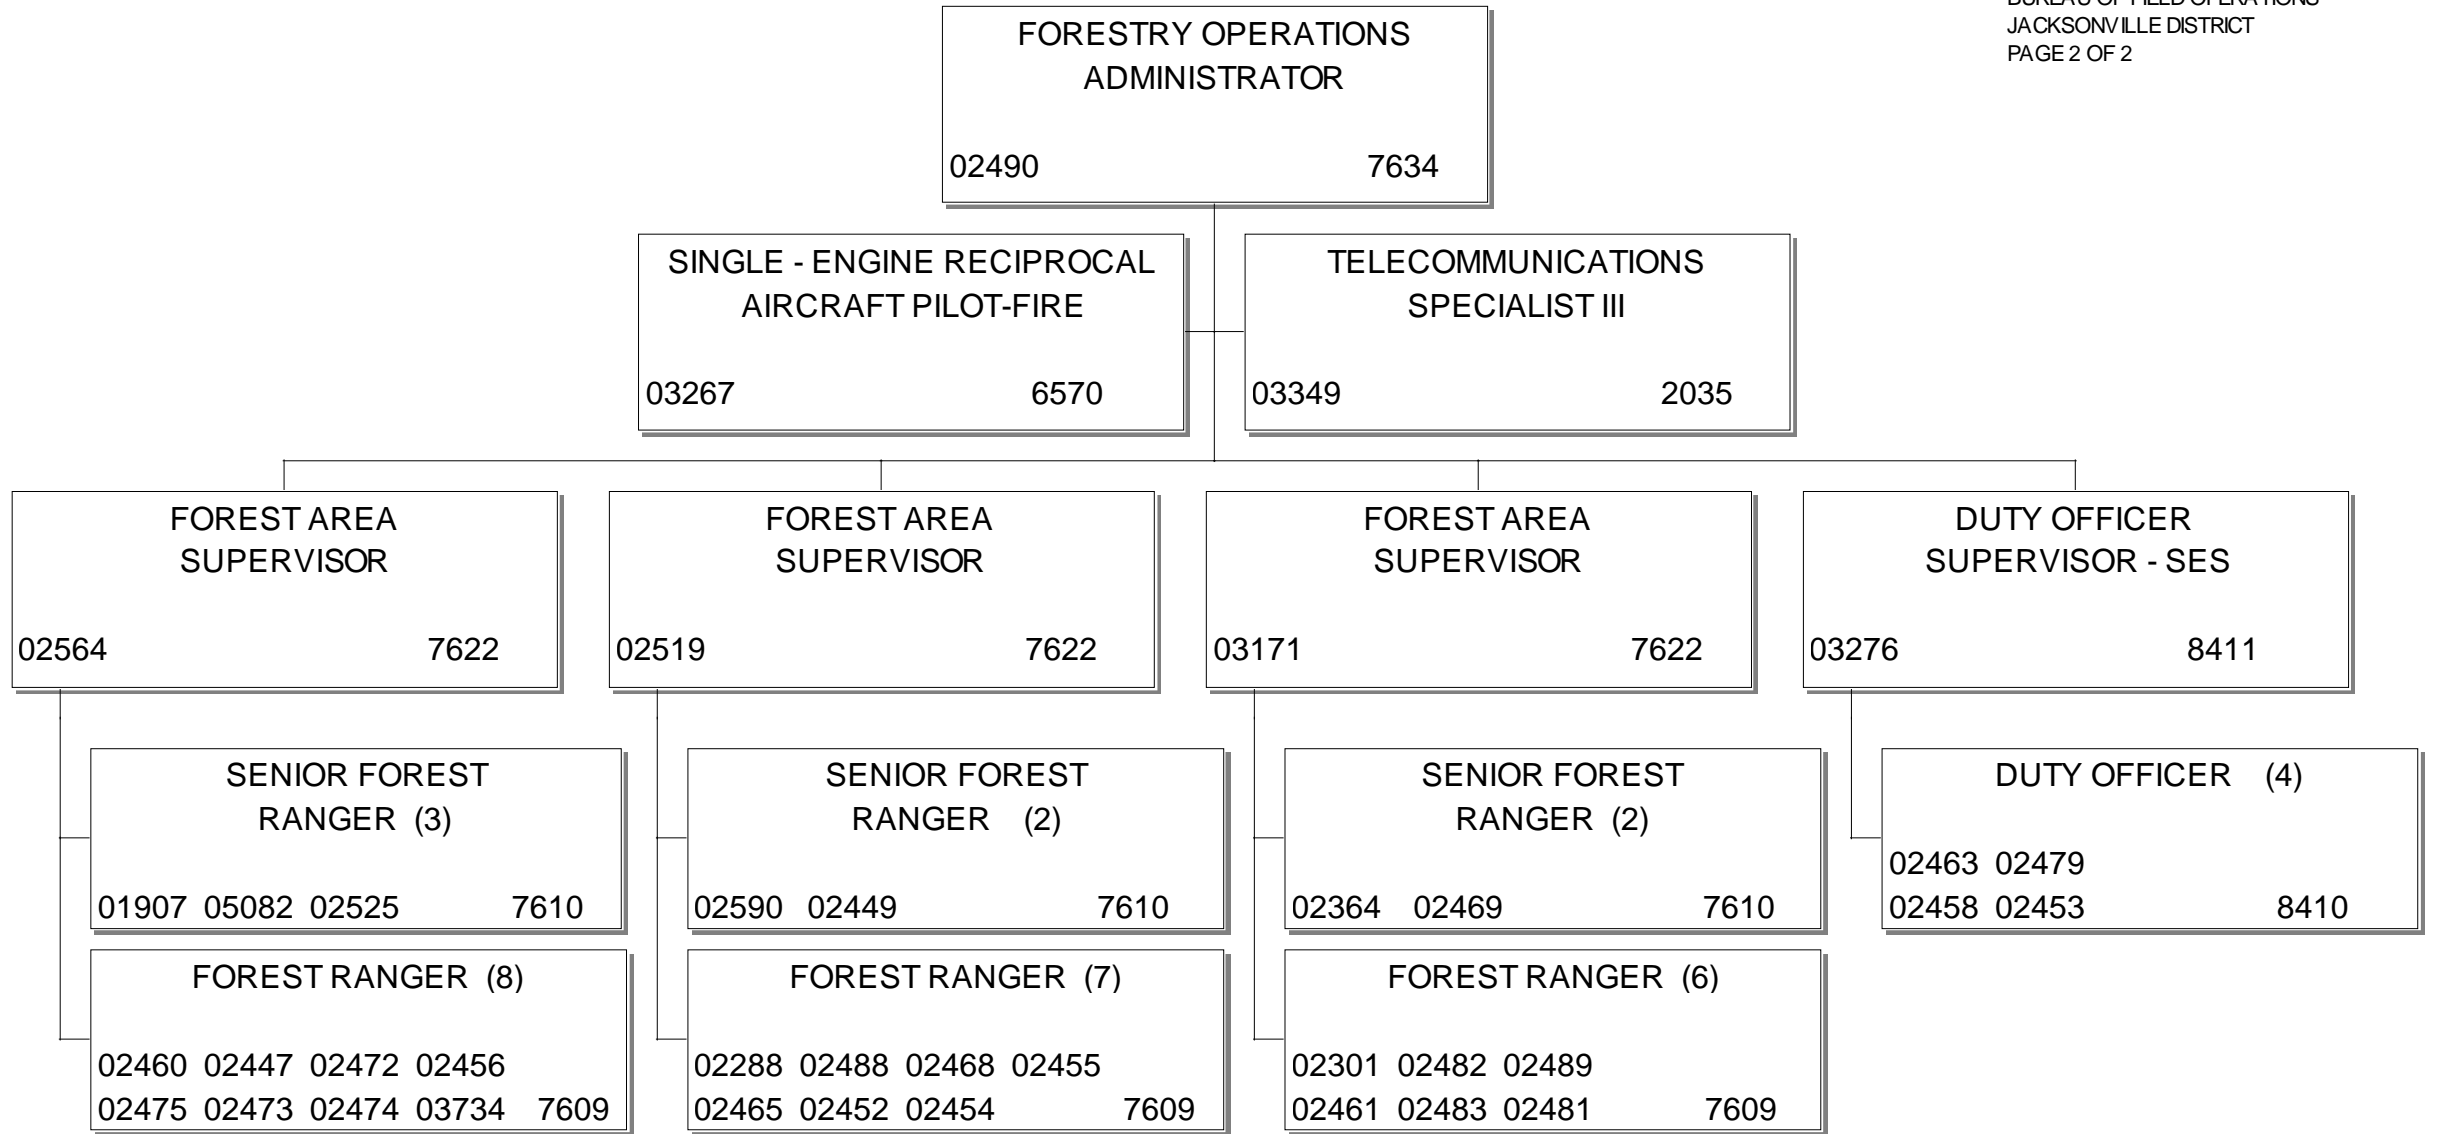 JACKSONVILLE DISTRICT
PAGE 2 OF 2
FORESTRY OPERATIONS
ADMINISTRATOR
02490 7634
SINGLE - ENGINE RECIPROCAL
AIRCRAFT PILOT-FIRE
03267 6570
TELECOMMUNICATIONS
SPECIALIST III
03349 2035
FOREST AREA
SUPERVISOR
02564 7622
FOREST AREA
SUPERVISOR
02519 7622
FOREST AREA
SUPERVISOR
03171 7622
DUTY OFFICER
SUPERVISOR - SES
03276 8411
SENIOR FOREST
RANGER (3)
01907 05082 02525 7610
SENIOR FOREST
RANGER (2)
02590 02449 7610
SENIOR FOREST
RANGER (2)
02364 02469 7610
DUTY OFFICER (4)
02463 02479
02458 02453 8410
FOREST RANGER (8)
02460 02447 02472 02456
02475 02473 02474 03734 7609
FOREST RANGER (7)
02288 02488 02468 02455
02465 02452 02454 7609
FOREST RANGER (6)
02301 02482 02489
02461 02483 02481 7609